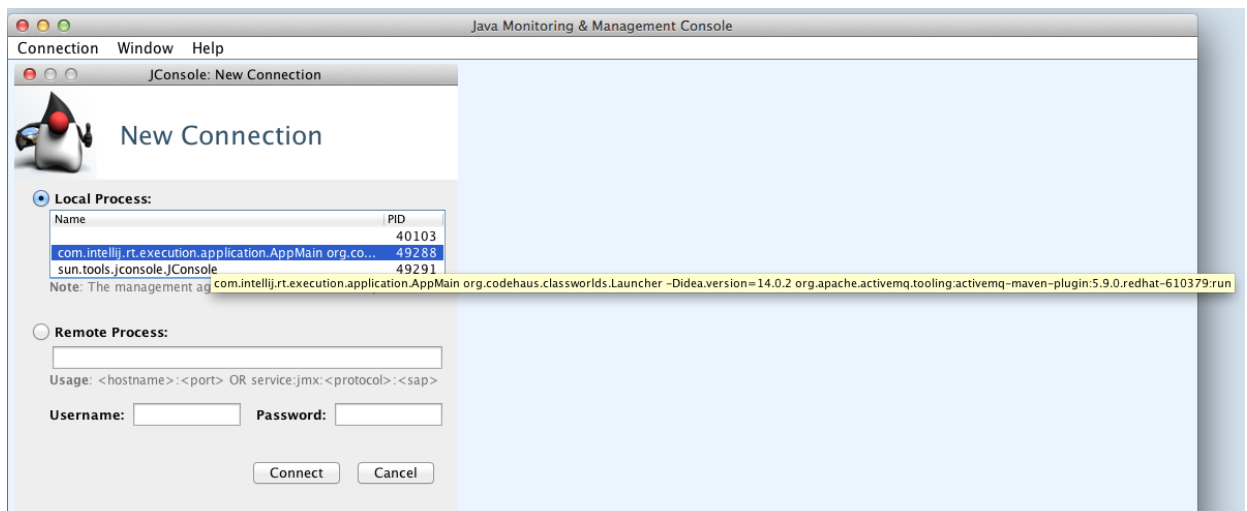 Java Monitoring & Management Console
Connection Window Help
JConsole: New Connection
New Connection
Local Process:
Name PID
40103
com.intellij.rt.execution.application.AppMain org.co... 49288
sun.tools.jconsole.JConsole 49291
Note: The management ag
com.intellij.rt.execution.application.AppMain org.codehaus.classworlds.Launcher -Didea.version=14.0.2 org.apache.activemq.tooling:activemq-maven-plugin:5.9.0.redhat-610379:run
Remote Process:
Usage: <hostname>:<port> OR service:jmx:<protocol>:<sap>
Username: Password:
Connect Cancel